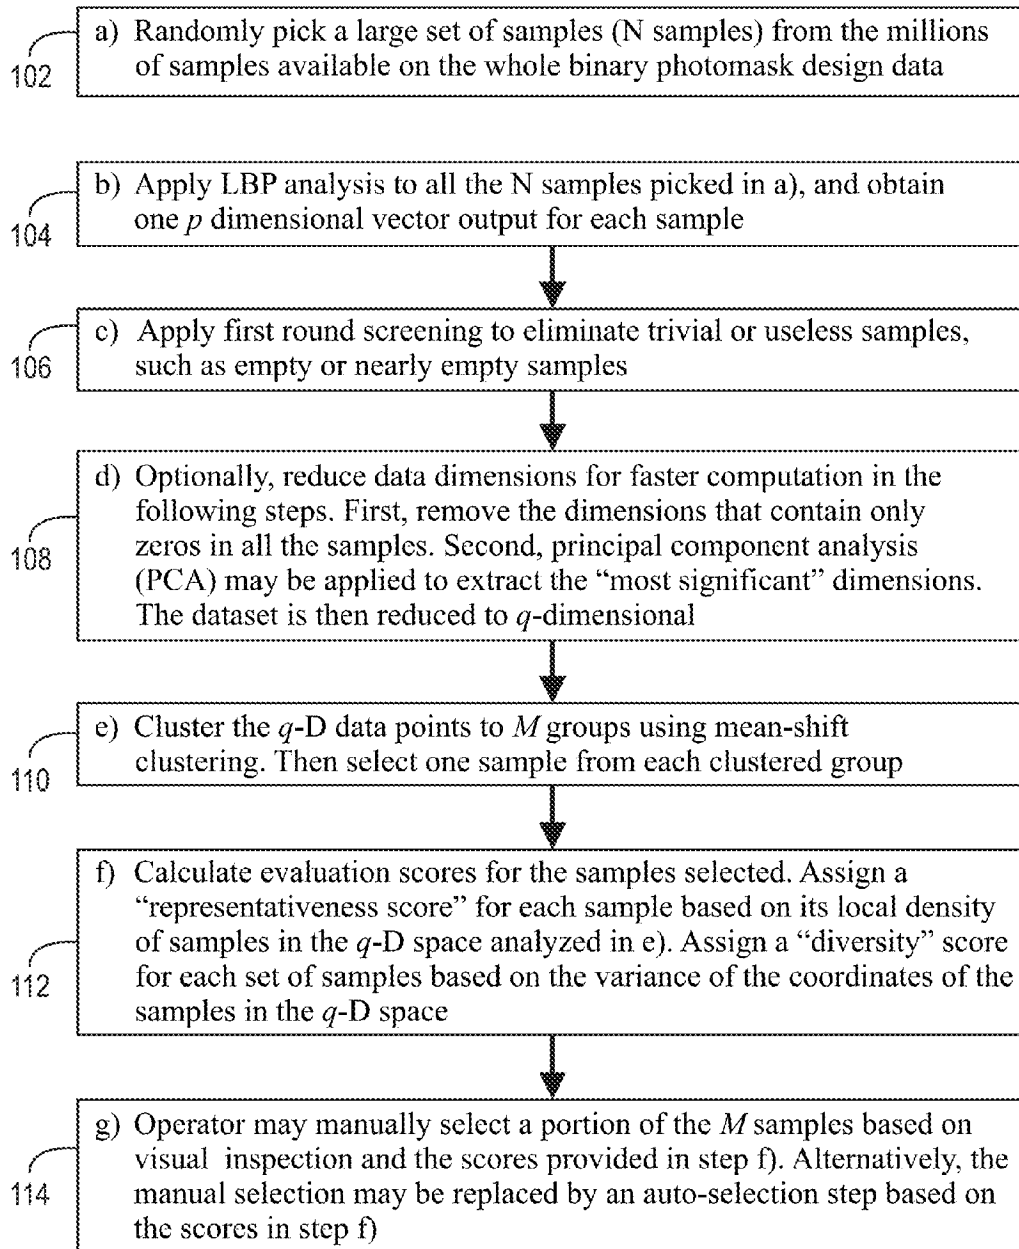 a) Randomly pick a large set of samples (N samples) from the millions
of samples available on the whole binary photomask design data
102
b) Apply LBP analysis to all the N samples picked in a), and obtain
one p dimensional vector output for each sample
104
c) Apply first round screening to eliminate trivial or useless samples,
such as empty or nearly empty samples
106
d) Optionally, reduce data dimensions for faster computation in the
following steps. First, remove the dimensions that contain only
zeros in all the samples. Second, principal component analysis
(PCA) may be applied to extract the “most significant” dimensions.
The dataset is then reduced to q-dimensional
108
e) Cluster the q-D data points to M groups using mean-shift
clustering. Then select one sample from each clustered group
110
f) Calculate evaluation scores for the samples selected. Assign a
“representativeness score” for each sample based on its local density
of samples in the q-D space analyzed in e). Assign a “diversity” score
for each set of samples based on the variance of the coordinates of the
samples in the q-D space
112
g) Operator may manually select a portion of the M samples based on
visual inspection and the scores provided in step f). Alternatively, the
manual selection may be replaced by an auto-selection step based on
the scores in step f)
114